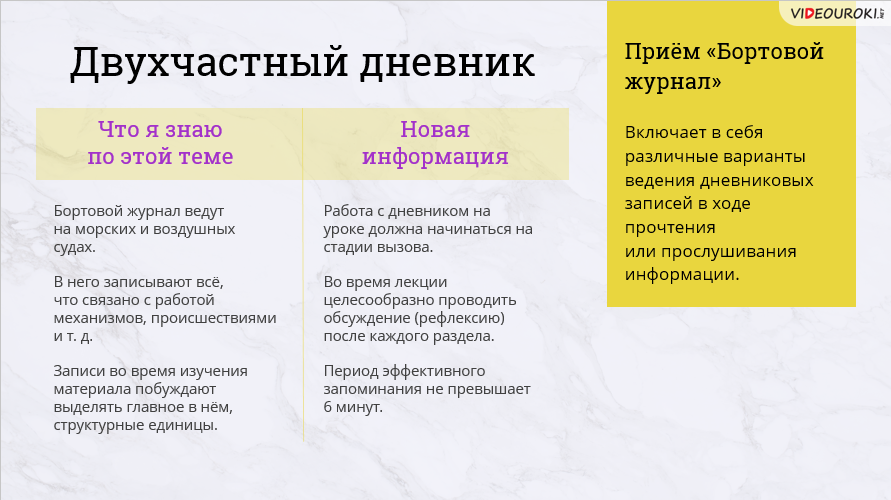 VIDEOUROKI.NET
Двухчастный дневник
Что я знаю
по этой теме
Бортовой журнал ведут
на морских и воздушных
судах.
В него записывают всё,
что связано с работой
механизмов, происшествиями
и т. д.
Записи во время изучения
материала побуждают
выделять главное в нём,
структурные единицы.
Новая
информация
Работа с дневником на
уроке должна начинаться на
стадии вызова.
Во время лекции
целесообразно проводить
обсуждение (рефлексию)
после каждого раздела.
Период эффективного
запоминания не превышает
6 минут.
Приём «Бортовой
журнал»
Включает в себя
различные варианты
ведения дневниковых
записей в ходе
прочтения
или прослушивания
информации.